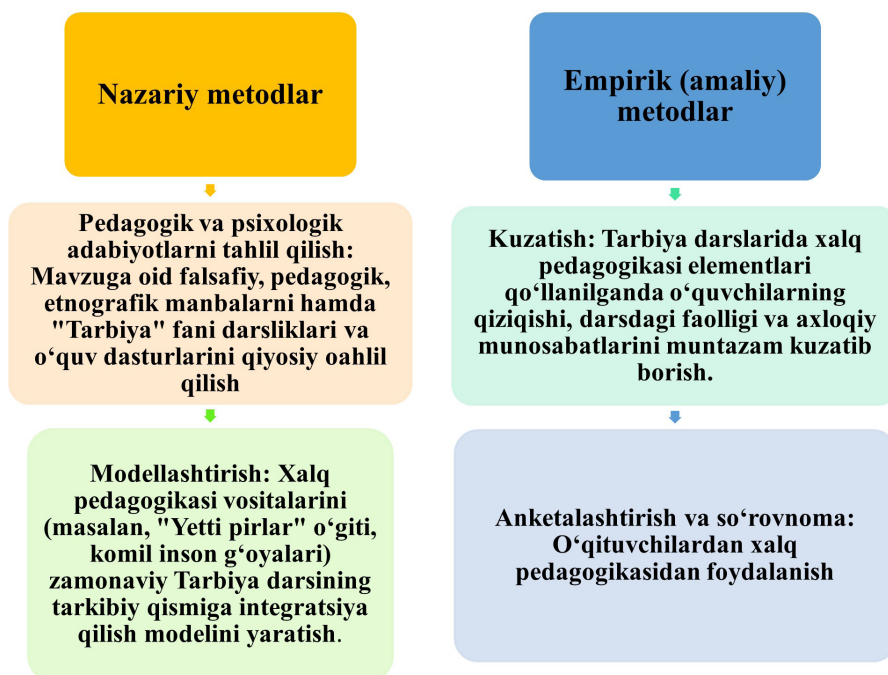 Nazariy metodlar
Pedagogik va psixologik
adabiyotlarni tahlil qilish:
Mavzuga oid falsafiy, pedagogik,
etnografik manbalarni hamda
"Tarbiya" fani darsliklari va
o‘quv dasturlarini qiyosiy oahlil
qilish
Modellashtirish: Xalq
pedagogikasi vositalarini
(masalan, "Yetti pirlar" o‘giti,
komil inson g‘oyalari)
zamonaviy Tarbiya darsining
tarkibiy qismiga integratsiya
qilish modelini yaratish.
Empirik (amaliy)
metodlar
Kuzatish: Tarbiya darslarida xalq
pedagogikasi elementlari
qo‘llanilganda o‘quvchilarning
qiziqishi, darsdagi faolligi va axloqiy
munosabatlarini muntazam kuzatib
borish.
Anketalashtirish va so‘rovnoma:
O‘qituvchilardan xalq
pedagogikasidan foydalanish